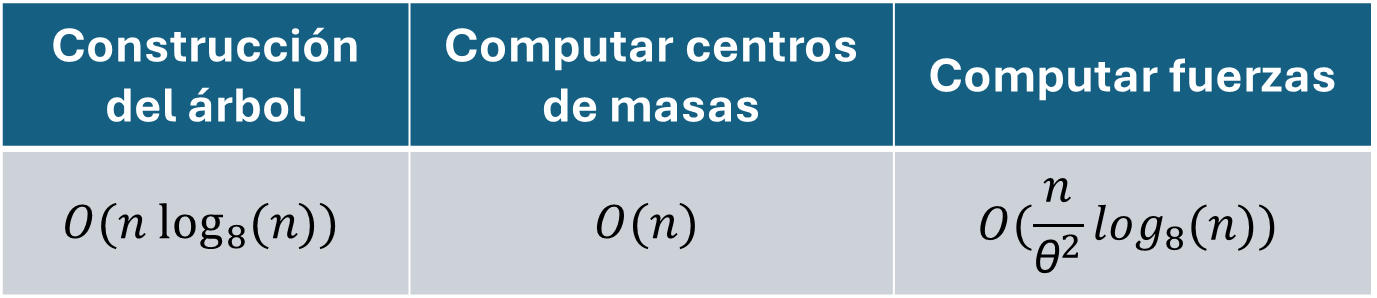 Construcción
del árbol
Computar centros
de masas
Computar fuerzas
O(n log₈(n))
O(n)
O(n/θ² log₈(n))